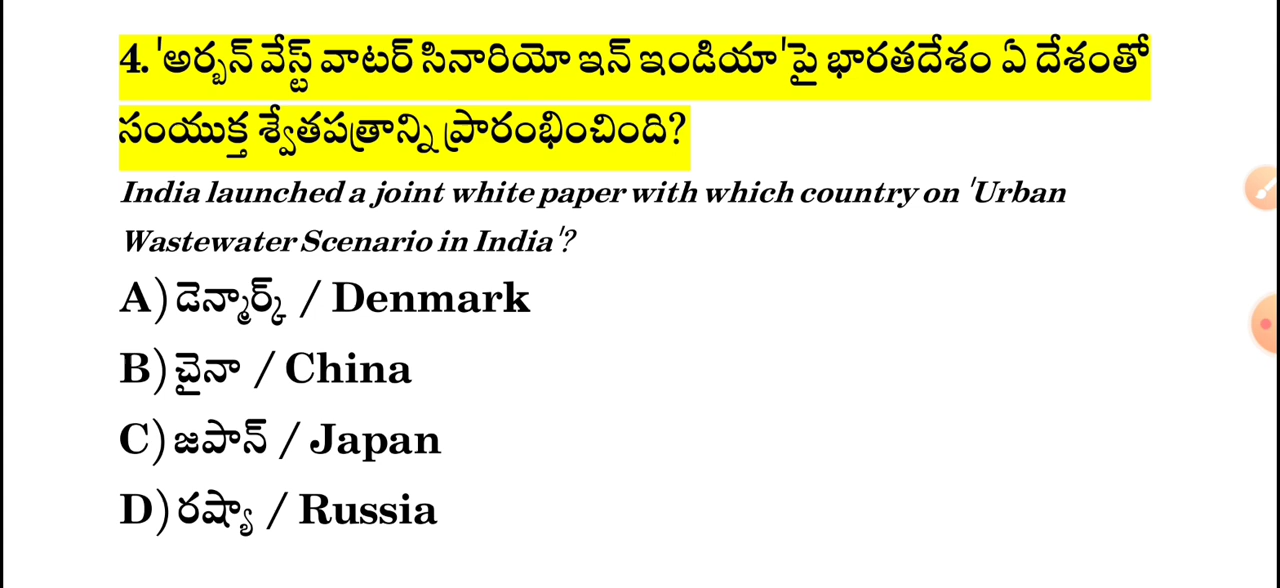 4. 'అర్బన్ వేస్ట్ వాటర్ సినారియో ఇన్ ఇండియా'పై భారతదేశం ఏ దేశంతో
సంయుక్త శ్వేతపత్రాన్ని ప్రారంభించింది?
India launched a joint white paper with which country on 'Urban
Wastewater Scenario in India'?
A) డెన్మార్క్ / Denmark
B) చైనా / China
C) జపాన్ / Japan
D) రష్యా / Russia